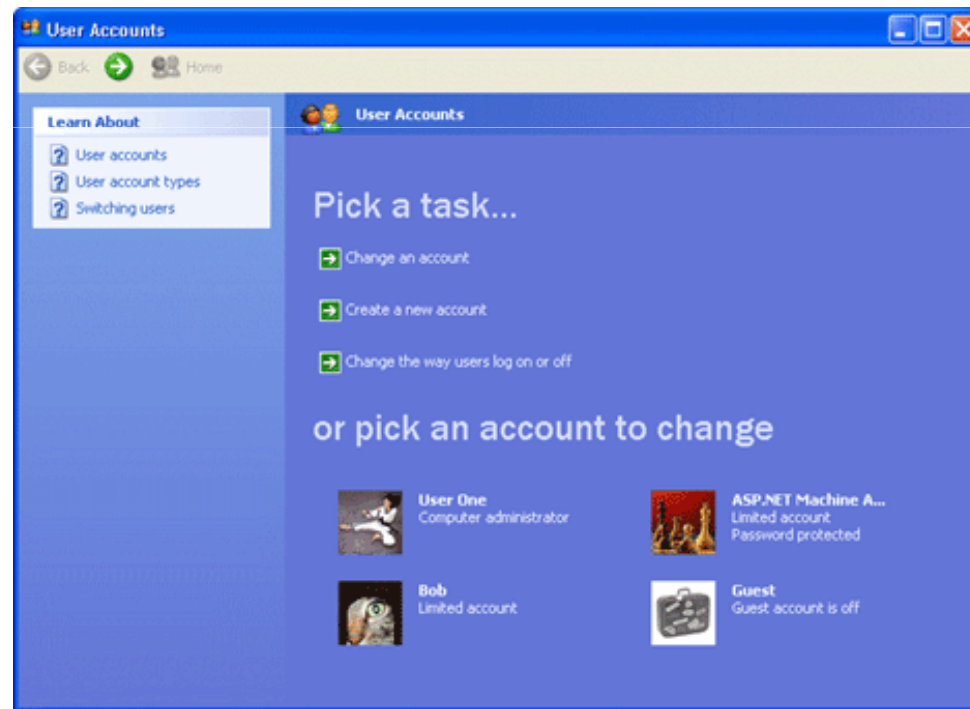 User Accounts
Back Home
Learn About
User accounts
User account types
Switching users
User Accounts
Pick a task...
Change an account
Create a new account
Change the way users log on or off
or pick an account to change
User One
Computer administrator
ASP.NET Machine A...
Limited account
Password protected
Bob
Limited account
Guest
Guest account is off